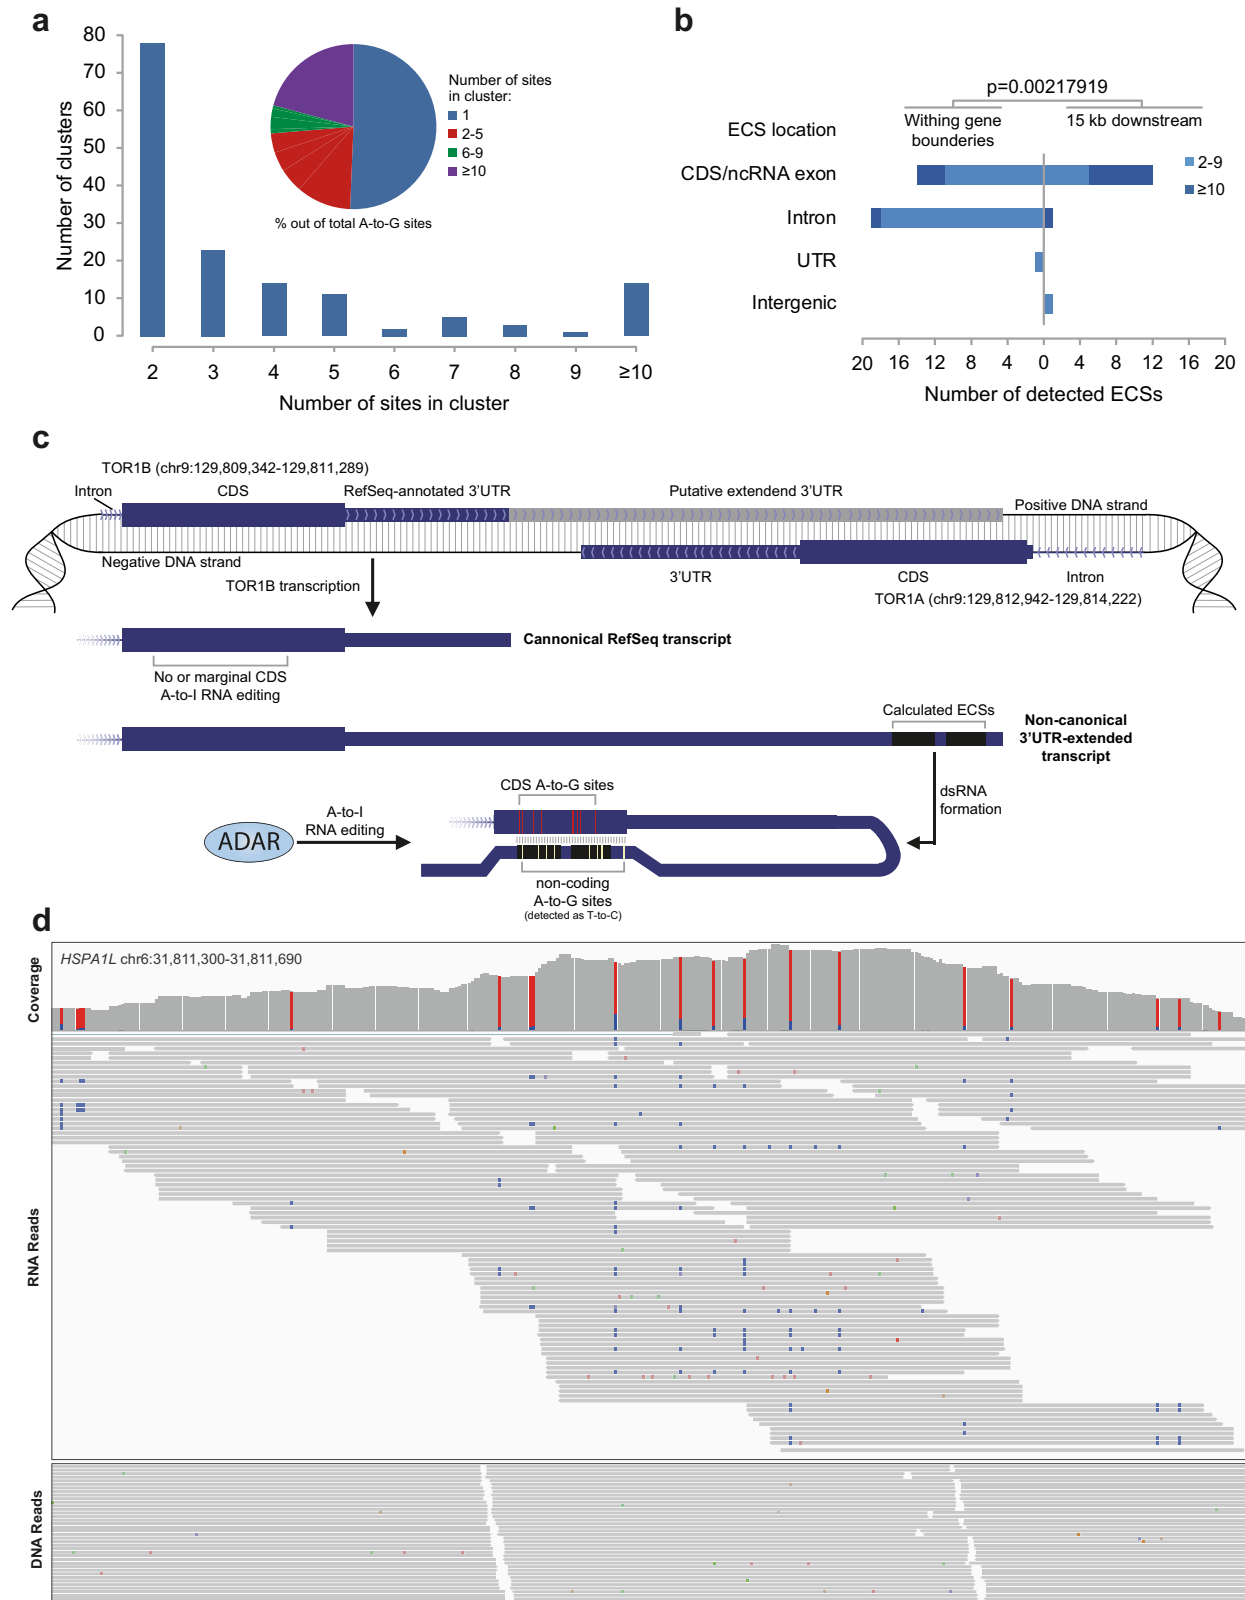 a
80
70
60
50
40
30
20
10
0
Number of clusters
2 3 4 5 6 7 8 9 ≥10
Number of sites in cluster
Number of sites
in cluster:
1
2-5
6-9
≥10
% out of total A-to-G sites
b
p=0.00217919
ECS location
Withing gene
bounderies
15 kb downstream
CDS/ncRNA exon
Intron
UTR
Intergenic
2-9
≥10
20 16 12 8 4 0 4 8 12 16 20
Number of detected ECSs
c
TOR1B (chr9:129,809,342-129,811,289)
Intron
CDS
RefSeq-annotated 3'UTR
Putative extendend 3'UTR
Positive DNA strand
Negative DNA strand
TOR1B transcription
3'UTR
CDS
Intron
TOR1A (chr9:129,812,942-129,814,222)
Cannonical RefSeq transcript
No or marginal CDS
A-to-I RNA editing
Calculated ECSs
Non-canonical
3'UTR-extended
transcript
CDS A-to-G sites
dsRNA
formation
ADAR
A-to-I
RNA editing
non-coding
A-to-G sites
(detected as T-to-C)
d
HSPA1L chr6:31,811,300-31,811,690
Coverage
RNA Reads
DNA Reads